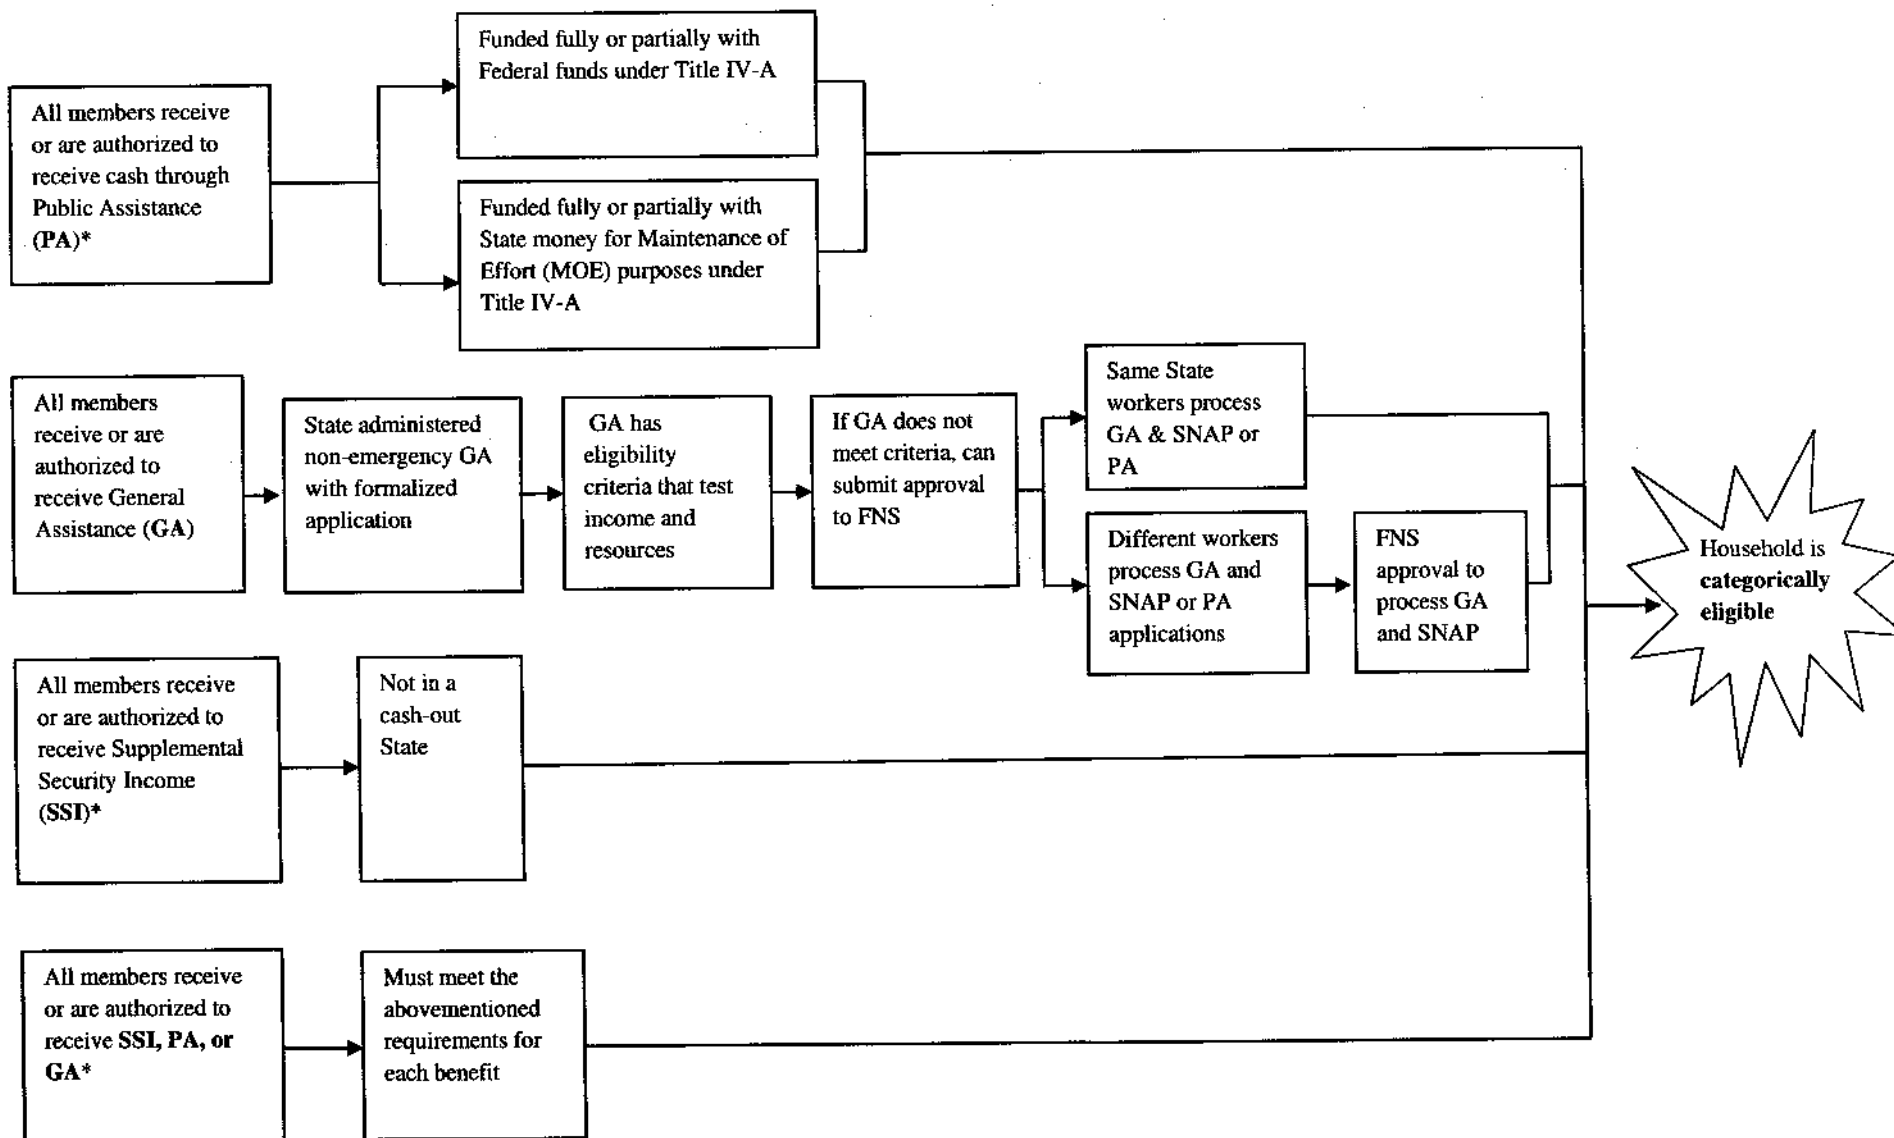 All members receive
or are authorized to
receive cash through
Public Assistance
(PA)*
Funded fully or partially with
Federal funds under Title IV-A
Funded fully or partially with
State money for Maintenance of
Effort (MOE) purposes under
Title IV-A
All members
receive or are
authorized to
receive General
Assistance (GA)
State administered
non-emergency GA
with formalized
application
GA has
eligibility
criteria that test
income and
resources
If GA does not
meet criteria, can
submit approval
to FNS
Same State
workers process
GA & SNAP or
PA
Different workers
process GA and
SNAP or PA
applications
FNS
approval to
process GA
and SNAP
All members receive
or are authorized to
receive Supplemental
Security Income
(SSI)*
Not in a
cash-out
State
All members receive
or are authorized to
receive SSI, PA, or
GA*
Must meet the
abovementioned
requirements for
each benefit
Household is
categorically
eligible